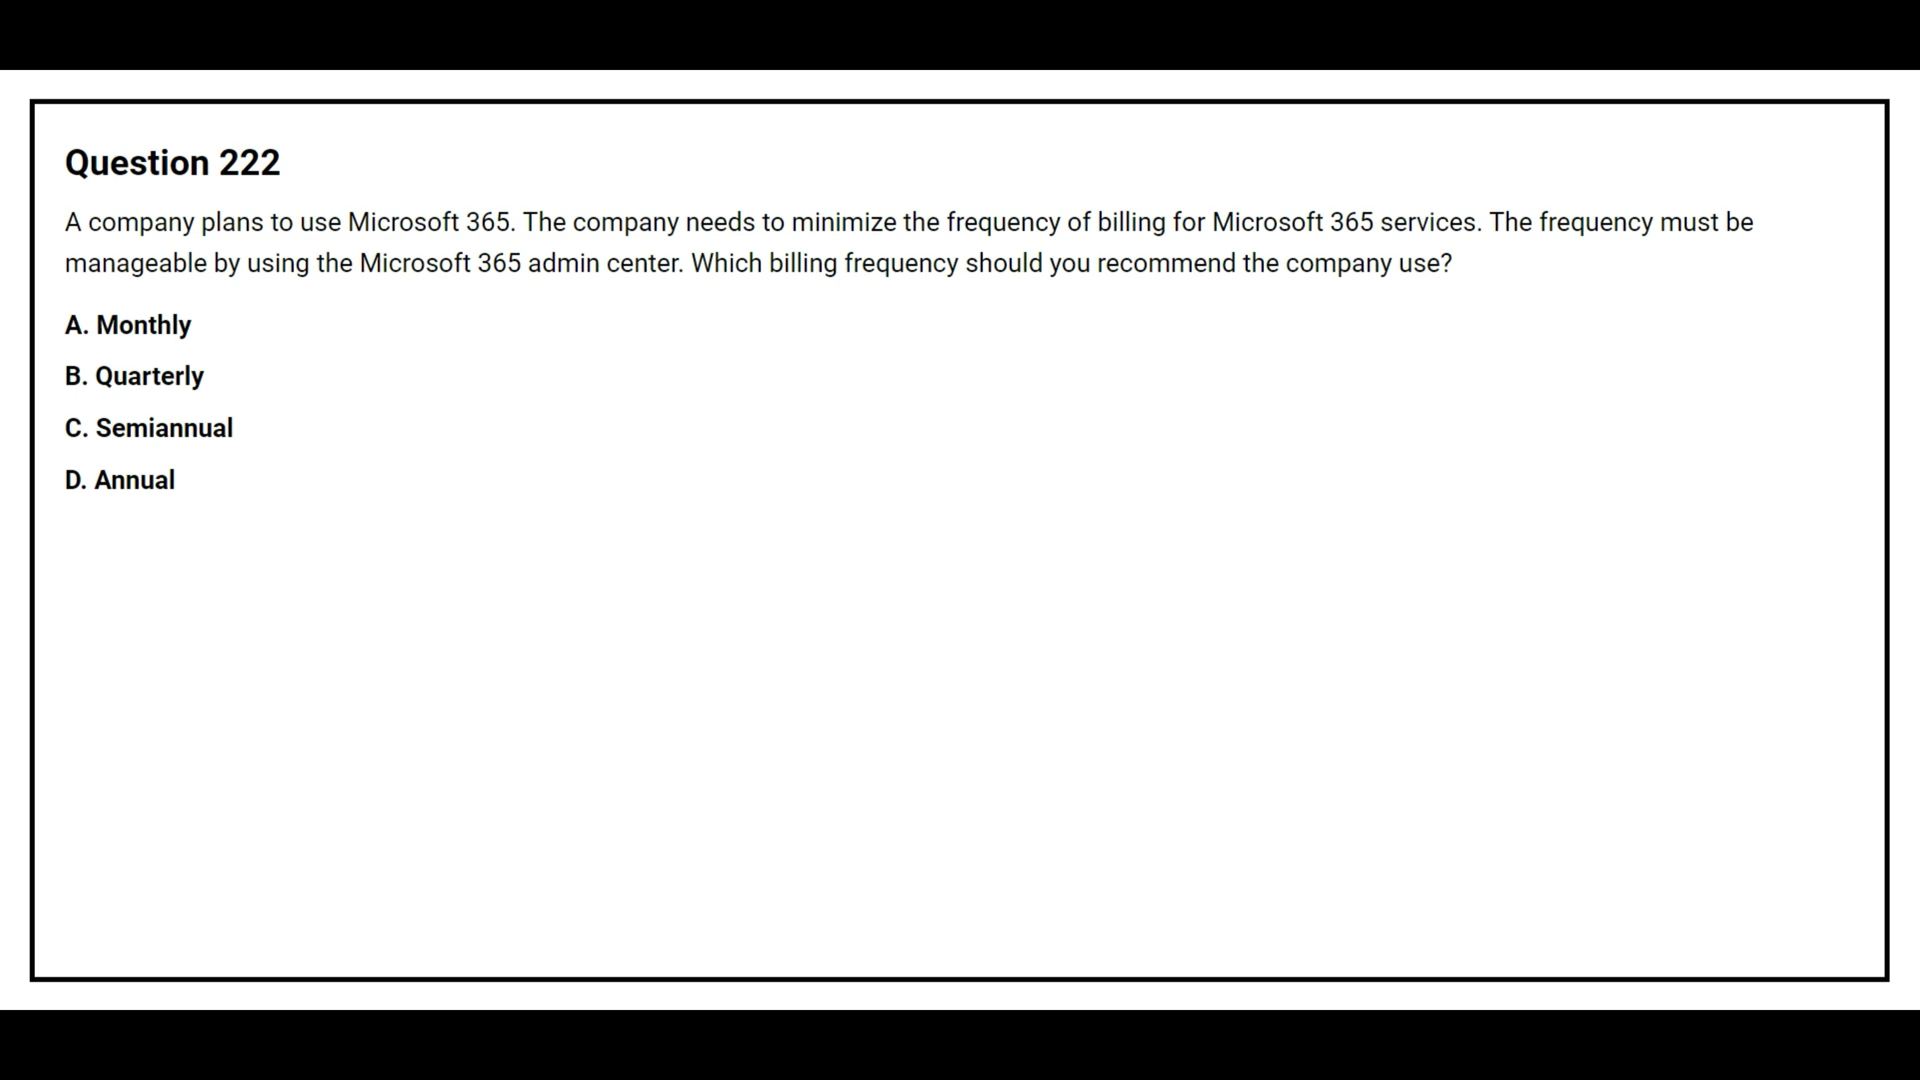 Question 222
A company plans to use Microsoft 365. The company needs to minimize the frequency of billing for Microsoft 365 services. The frequency must be
manageable by using the Microsoft 365 admin center. Which billing frequency should you recommend the company use?
A. Monthly
B. Quarterly
C. Semiannual
D. Annual